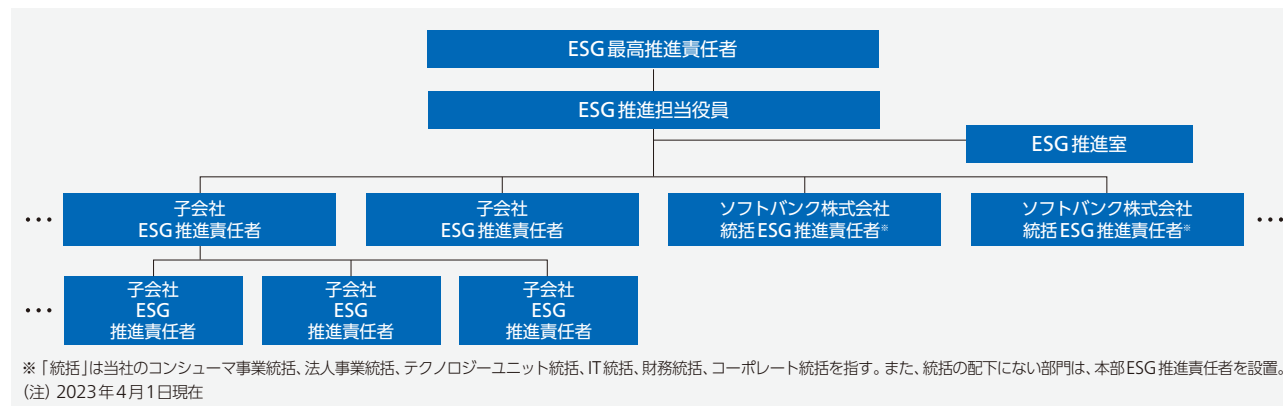 ESG最高推進責任者
ESG推進担当役員
ESG推進室
… 子会社 子会社 ソフトバンク株式会社 ソフトバンク株式会社 …
ESG推進責任者 ESG推進責任者 統括ESG推進責任者※ 統括ESG推進責任者※
… 子会社 子会社 子会社
ESG ESG ESG
推進責任者 推進責任者 推進責任者
※「統括」は当社のコンシューマ事業統括、法人事業統括、テクノロジーユニット統括、IT統括、財務統括、コーポレート統括を指す。また、統括の配下にない部門は、本部ESG推進責任者を設置。
(注) 2023年4月1日現在